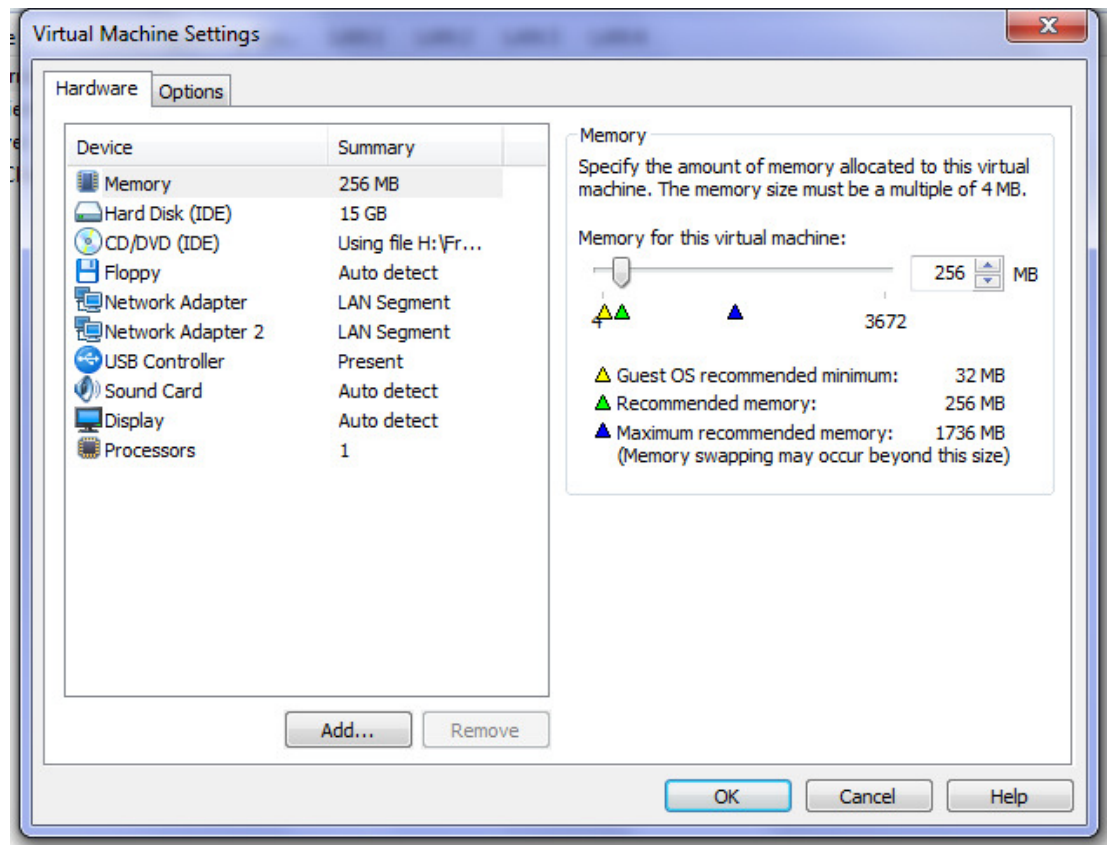 Virtual Machine Settings
Hardware
Options
Device Summary
Memory 256 MB
Hard Disk (IDE) 15 GB
CD/DVD (IDE) Using file H:\Fr...
Floppy Auto detect
Network Adapter LAN Segment
Network Adapter 2 LAN Segment
USB Controller Present
Sound Card Auto detect
Display Auto detect
Processors 1
Add... Remove
Memory
Specify the amount of memory allocated to this virtual
machine. The memory size must be a multiple of 4 MB.
Memory for this virtual machine:
256 MB
4 3672
Guest OS recommended minimum: 32 MB
Recommended memory: 256 MB
Maximum recommended memory: 1736 MB
(Memory swapping may occur beyond this size)
OK Cancel Help